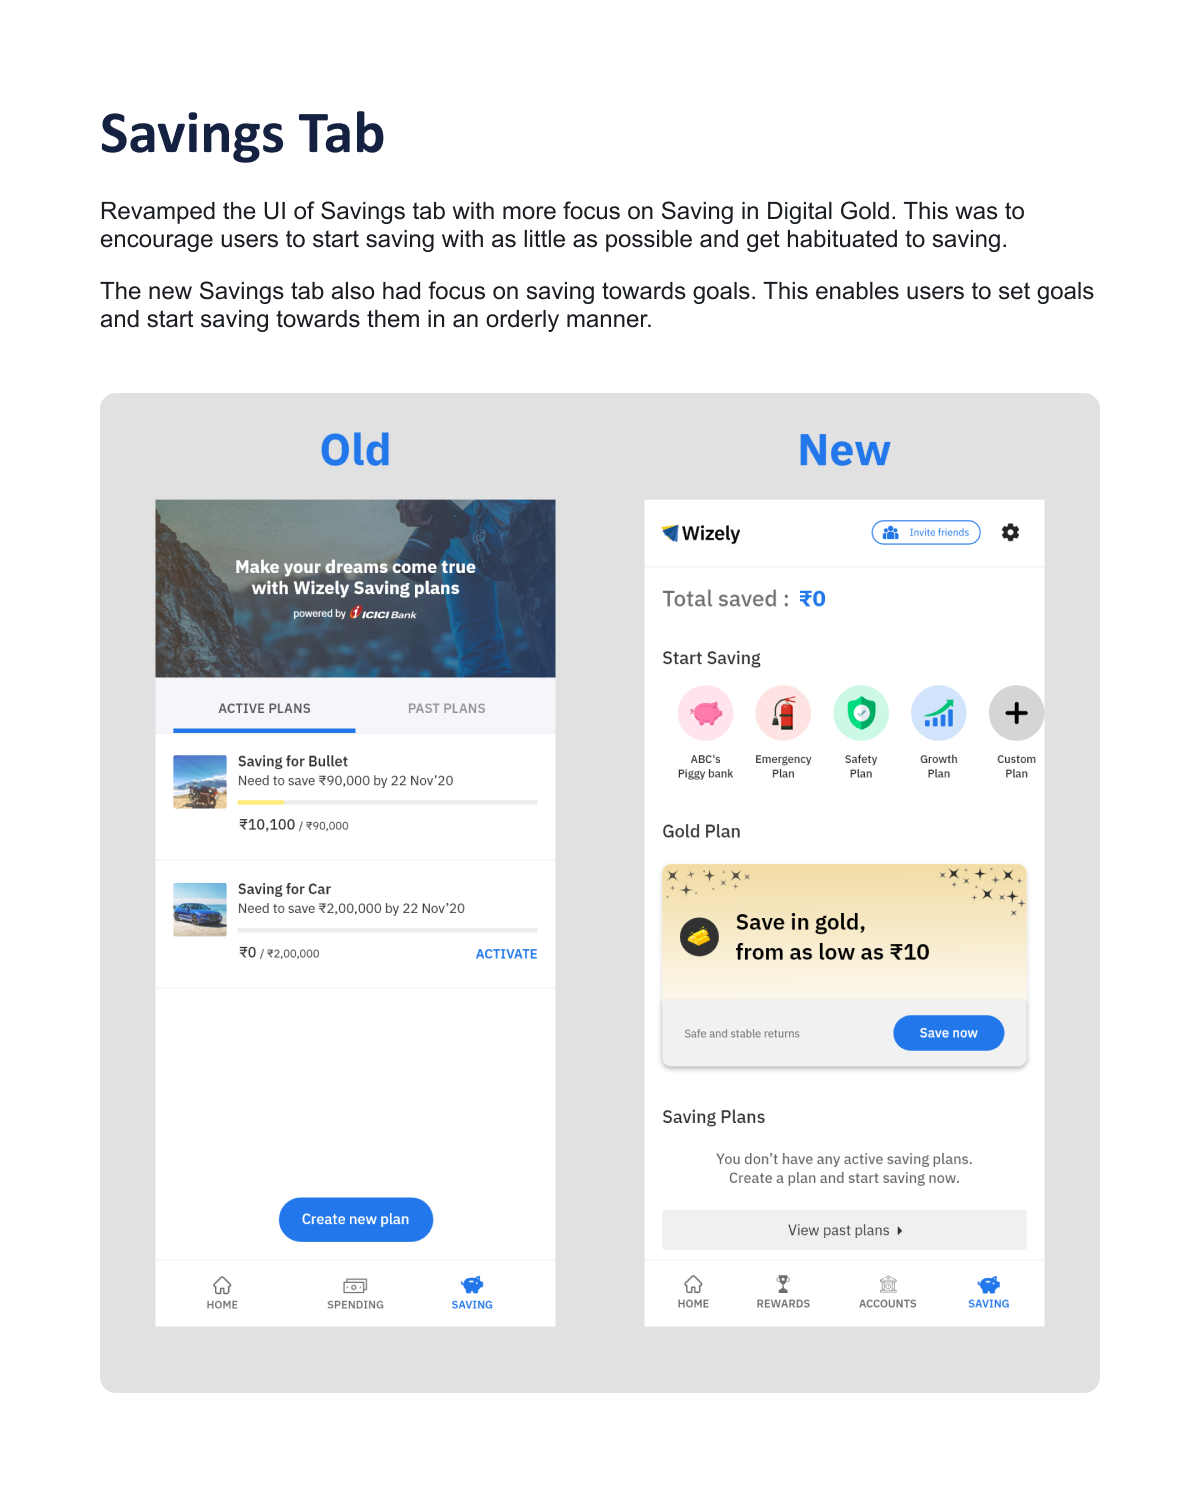 Savings Tab
Revamped the UI of Savings tab with more focus on Saving in Digital Gold. This was to
encourage users to start saving with as little as possible and get habituated to saving.
The new Savings tab also had focus on saving towards goals. This enables users to set goals
and start saving towards them in an orderly manner.
Old
Make your dreams come true
with Wizely Saving plans
powered by ICICI Bank
ACTIVE PLANS PAST PLANS
Saving for Bullet
Need to save ₹90,000 by 22 Nov’20
₹10,100 / ₹90,000
Saving for Car
Need to save ₹2,00,000 by 22 Nov’20
₹0 / ₹2,00,000 ACTIVATE
Create new plan
HOME SPENDING SAVING
New
Wizely Invite friends
Total saved : ₹0
Start Saving
ABC's Emergency Safety Growth Custom
Piggy bank Plan Plan Plan Plan
Gold Plan
Save in gold,
from as low as ₹10
Safe and stable returns Save now
Saving Plans
You don’t have any active saving plans.
Create a plan and start saving now.
View past plans
HOME REWARDS ACCOUNTS SAVING